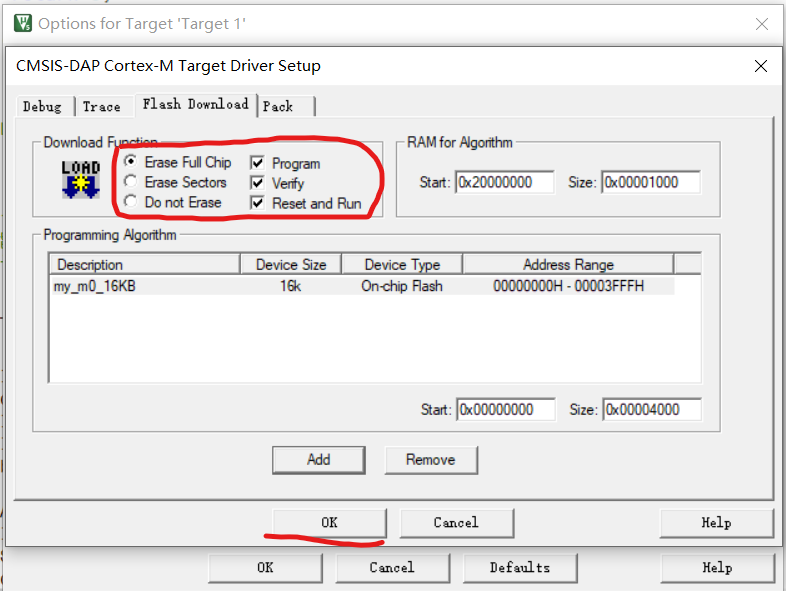 Options for Target 'Target 1'
CMSIS-DAP Cortex-M Target Driver Setup
Debug Trace Flash Download Pack
Download Function
LOAD
Erase Full Chip Program
Erase Sectors Verify
Do not Erase Reset and Run
RAM for Algorithm
Start: 0x20000000 Size: 0x00001000
Programming Algorithm
Description Device Size Device Type Address Range
my_m0_16KB 16k On-chip Flash 00000000H - 00003FFFH
Start: 0x00000000 Size: 0x00004000
Add Remove
OK Cancel Help
OK Cancel Defaults Help